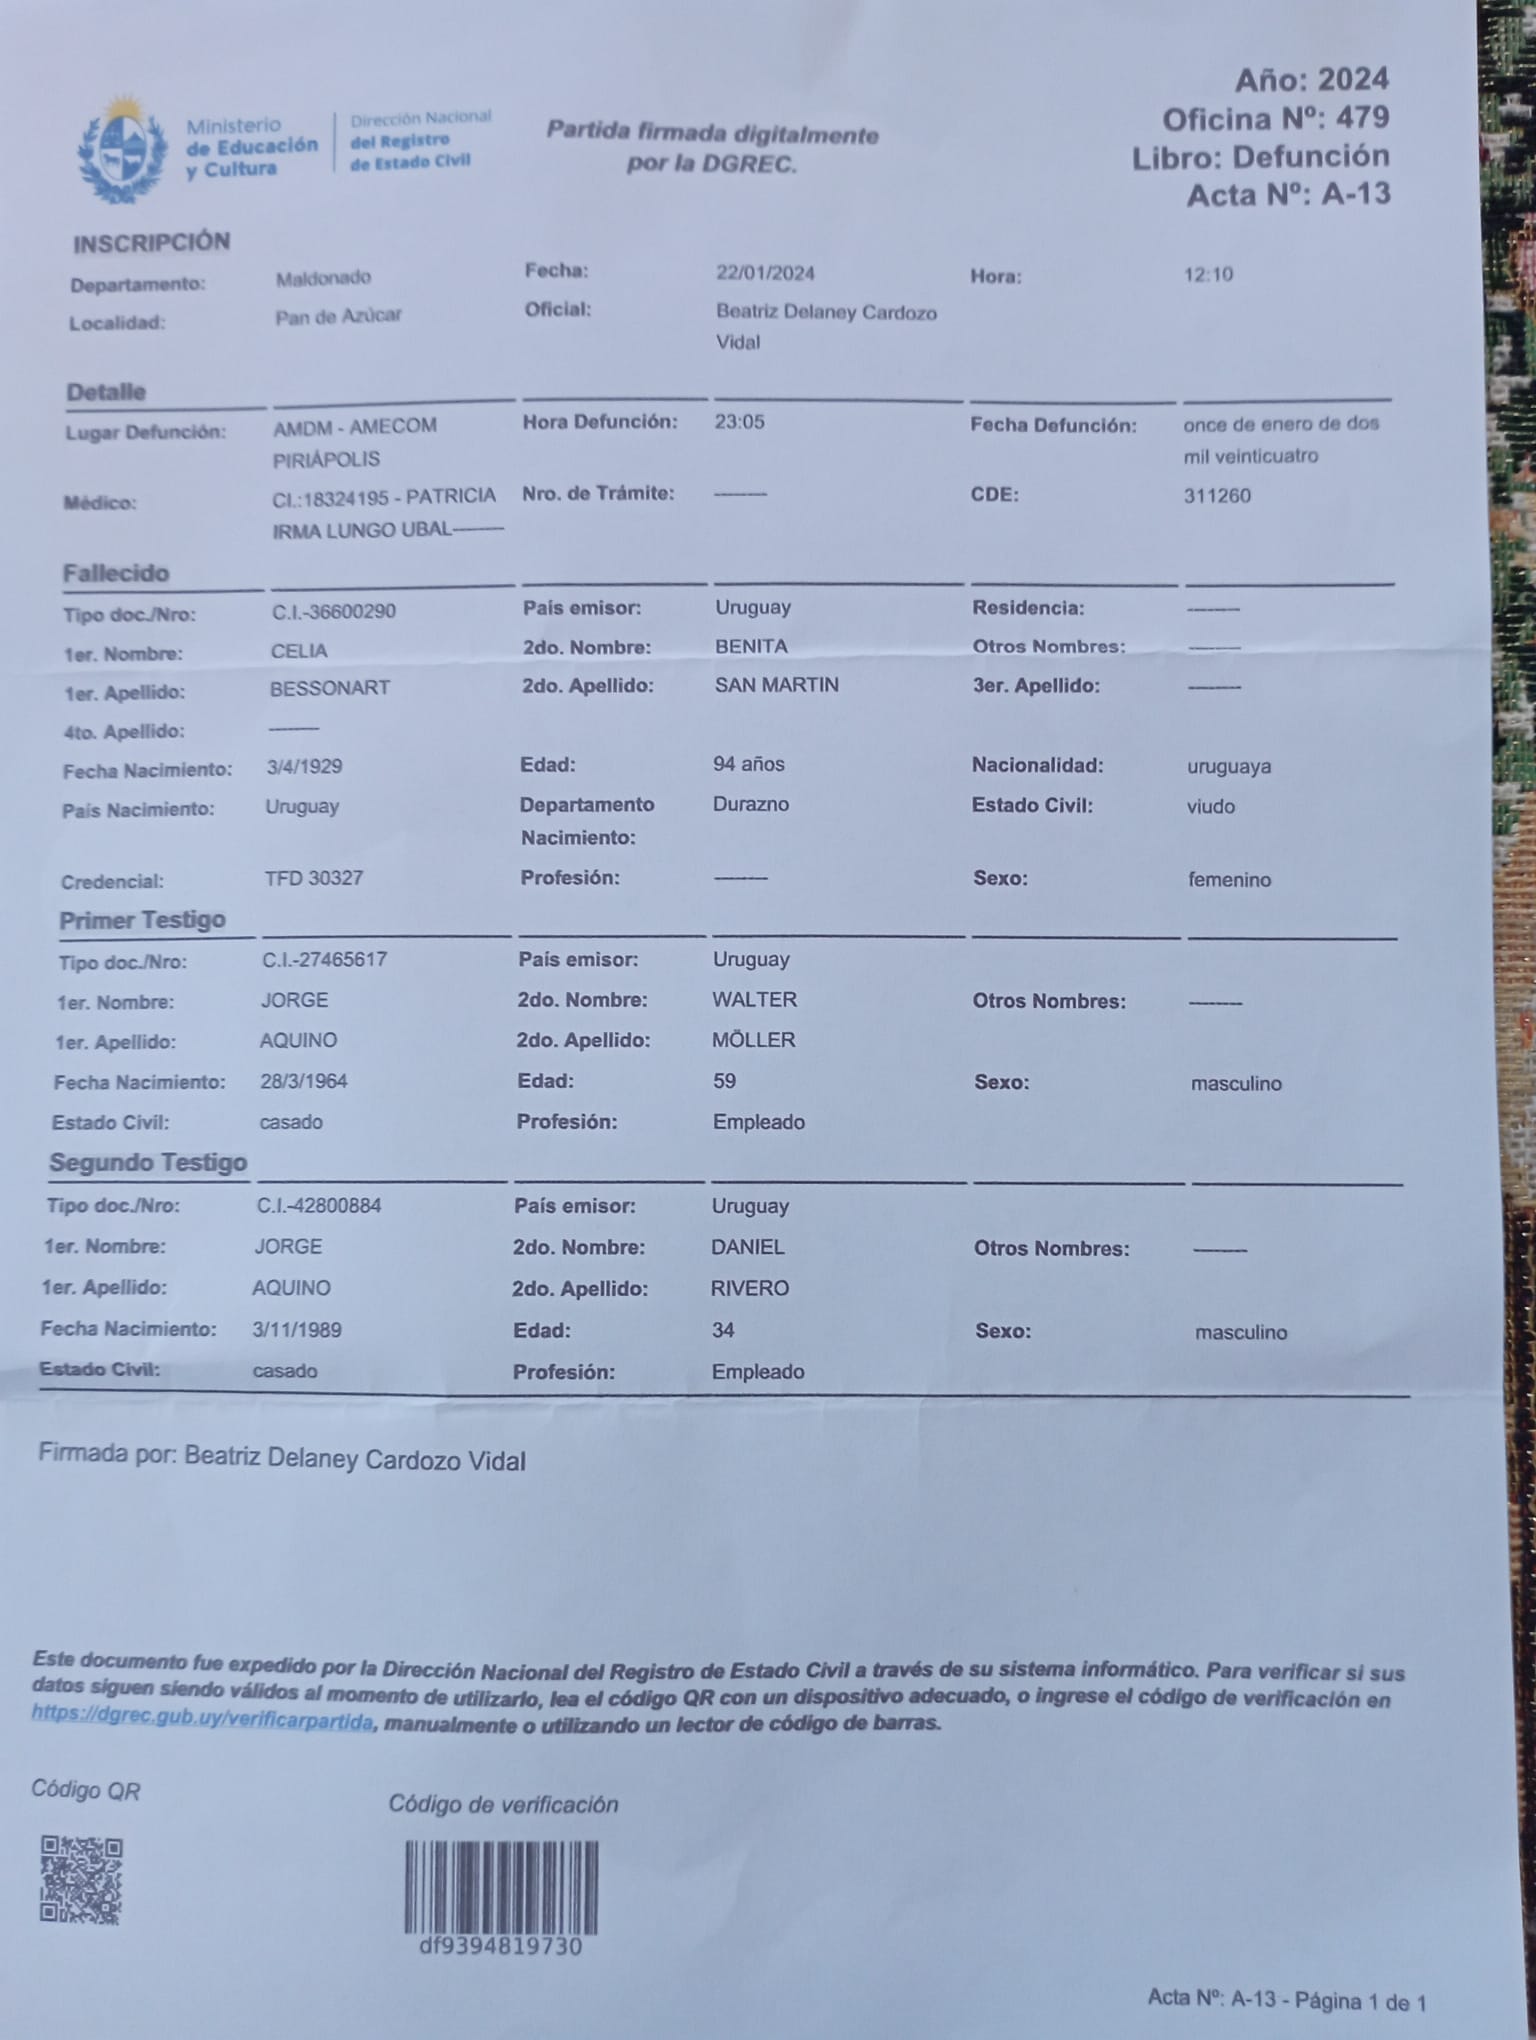 Ministerio
de Educación
y Cultura
Dirección Nacional
del Registro
de Estado Civil
Partida firmada digitalmente
por la DGREC.
Año: 2024
Oficina Nº: 479
Libro: Defunción
Acta Nº: A-13
INSCRIPCIÓN
Departamento: Maldonado Fecha: 22/01/2024 Hora: 12:10
Localidad: Pan de Azúcar Oficial: Beatriz Delaney Cardozo
Vidal
Detalle
Lugar Defunción: AMDM - AMECOM Hora Defunción: 23:05 Fecha Defunción: once de enero de dos
PIRIÁPOLIS mil veinticuatro
Médico: CI.:18324195 - PATRICIA Nro. de Trámite: ——— CDE: 311260
IRMA LUNGO UBAL———
Fallecido
Tipo doc./Nro: C.I.-36600290 País emisor: Uruguay Residencia: ———
1er. Nombre: CELIA 2do. Nombre: BENITA Otros Nombres: ———
1er. Apellido: BESSONART 2do. Apellido: SAN MARTIN 3er. Apellido: ———
4to. Apellido: ———
Fecha Nacimiento: 3/4/1929 Edad: 94 años Nacionalidad: uruguaya
País Nacimiento: Uruguay Departamento Durazno Estado Civil: viudo
Nacimiento:
Credencial: TFD 30327 Profesión: ——— Sexo: femenino
Primer Testigo
Tipo doc./Nro: C.I.-27465617 País emisor: Uruguay
1er. Nombre: JORGE 2do. Nombre: WALTER Otros Nombres: ———
1er. Apellido: AQUINO 2do. Apellido: MÖLLER
Fecha Nacimiento: 28/3/1964 Edad: 59 Sexo: masculino
Estado Civil: casado Profesión: Empleado
Segundo Testigo
Tipo doc./Nro: C.I.-42800884 País emisor: Uruguay
1er. Nombre: JORGE 2do. Nombre: DANIEL Otros Nombres: ———
1er. Apellido: AQUINO 2do. Apellido: RIVERO
Fecha Nacimiento: 3/11/1989 Edad: 34 Sexo: masculino
Estado Civil: casado Profesión: Empleado
Firmada por: Beatriz Delaney Cardozo Vidal
Este documento fue expedido por la Dirección Nacional del Registro de Estado Civil a través de su sistema informático. Para verificar si sus
datos siguen siendo válidos al momento de utilizarlo, lea el código QR con un dispositivo adecuado, o ingrese el código de verificación en
https://dgrec.gub.uy/verificarpartida, manualmente o utilizando un lector de código de barras.
Código QR
Código de verificación
df9394819730
Acta Nº: A-13 - Página 1 de 1